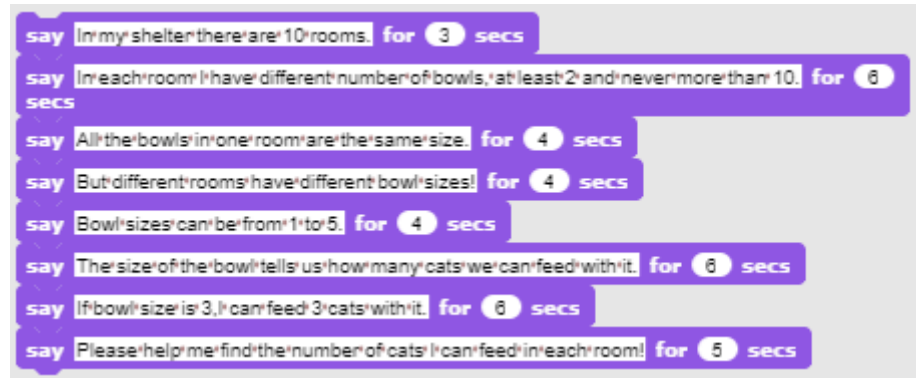 say In my shelter there are 10 rooms. for 3 secs
say In each room I have different number of bowls, at least 2 and never more than 10. for 6
secs
say All the bowls in one room are the same size. for 4 secs
say But different rooms have different bowl sizes! for 4 secs
say Bowl sizes can be from 1 to 5. for 4 secs
say The size of the bowl tells us how many cats we can feed with it. for 6 secs
say If bowl size is 3, I can feed 3 cats with it. for 6 secs
say Please help me find the number of cats I can feed in each room! for 5 secs